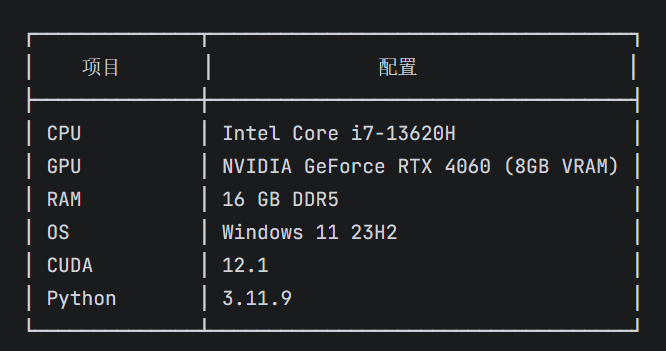 项目 配置
CPU Intel Core i7-13620H
GPU NVIDIA GeForce RTX 4060 (8GB VRAM)
RAM 16 GB DDR5
OS Windows 11 23H2
CUDA 12.1
Python 3.11.9